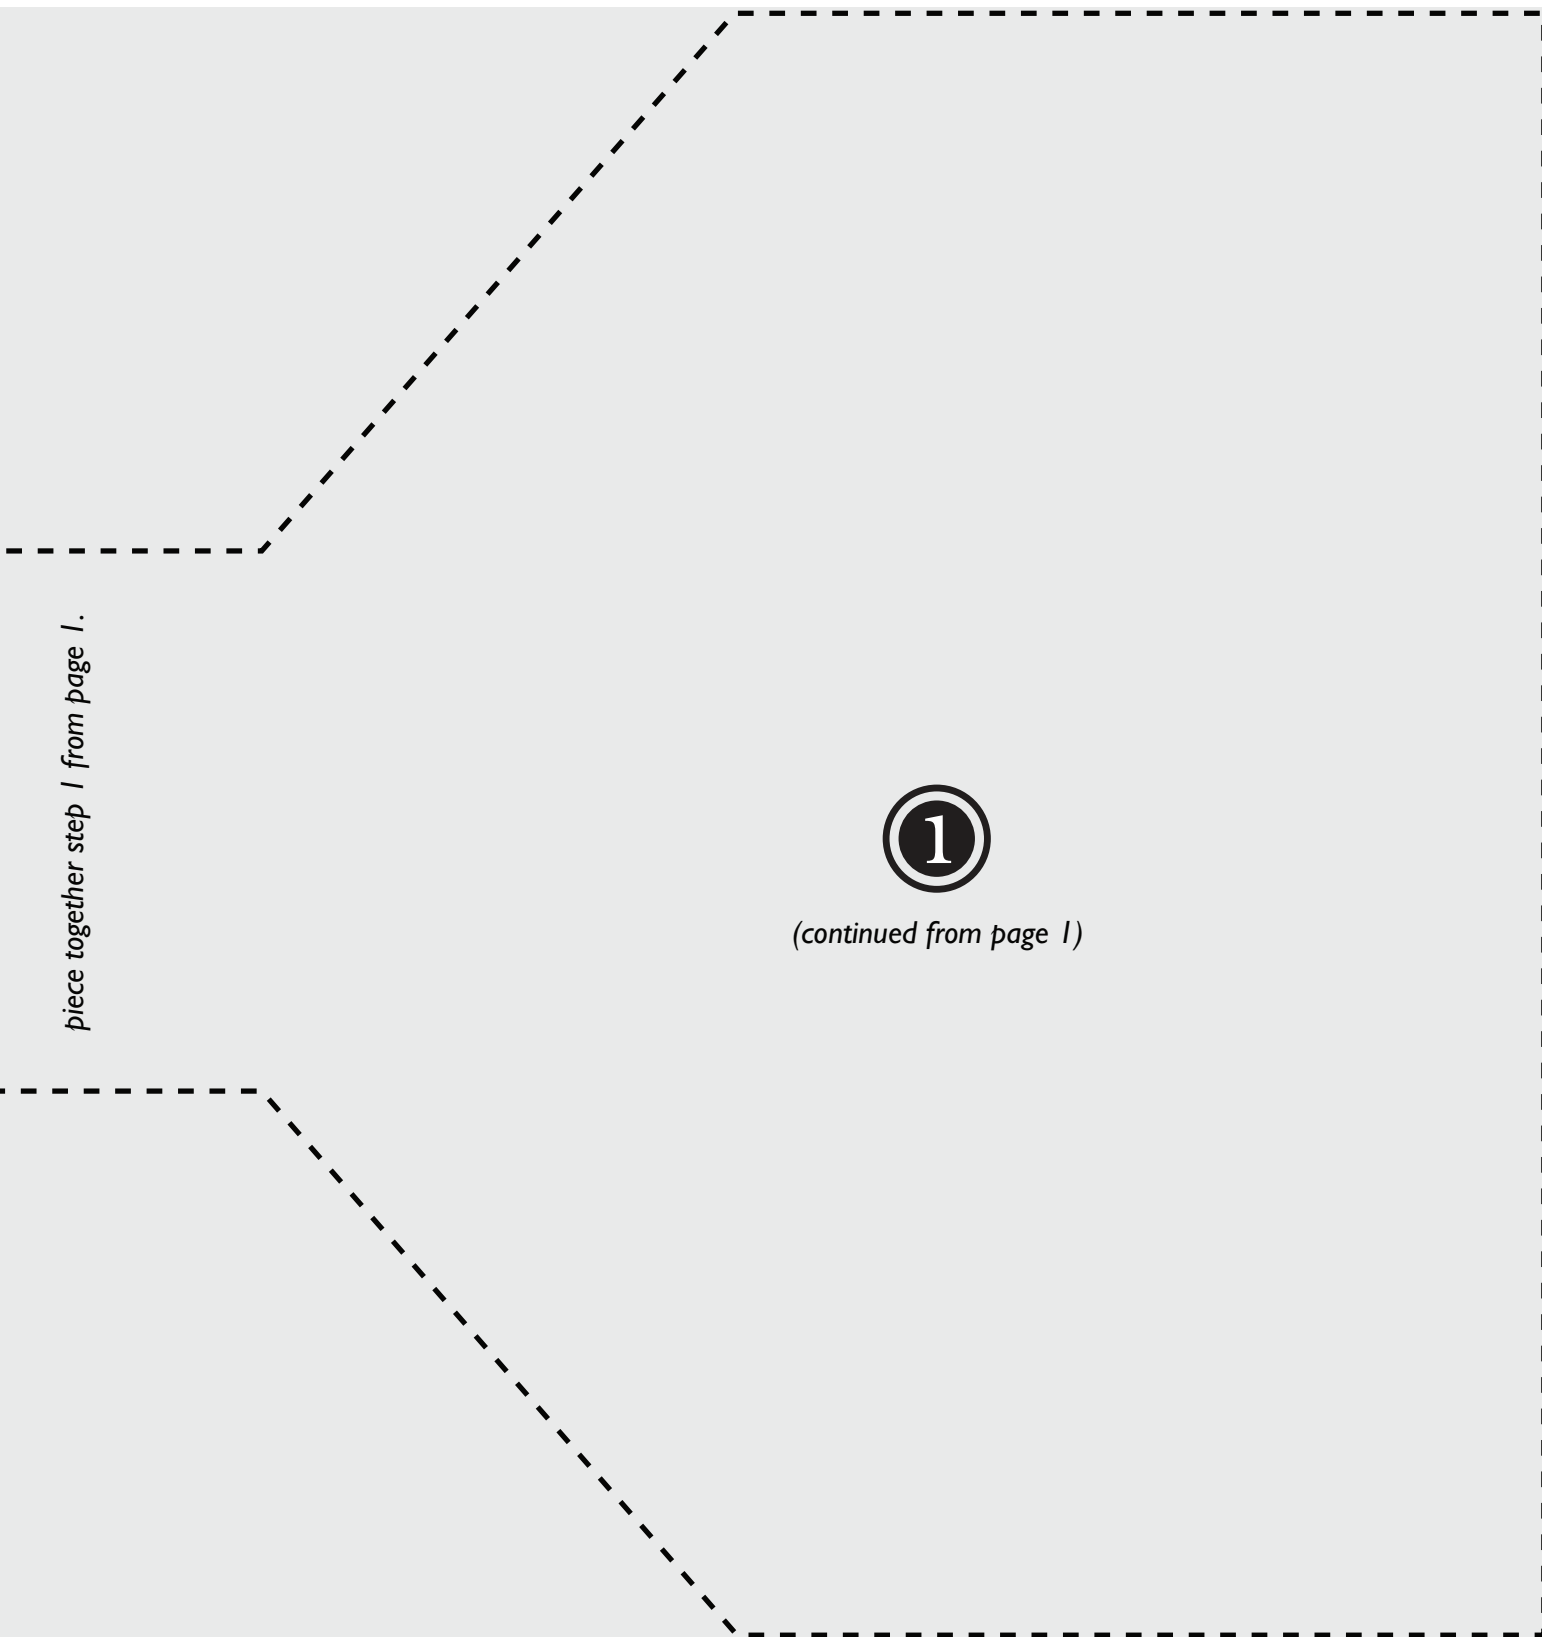 piece together step 1 from page 1.
1
(continued from page 1)